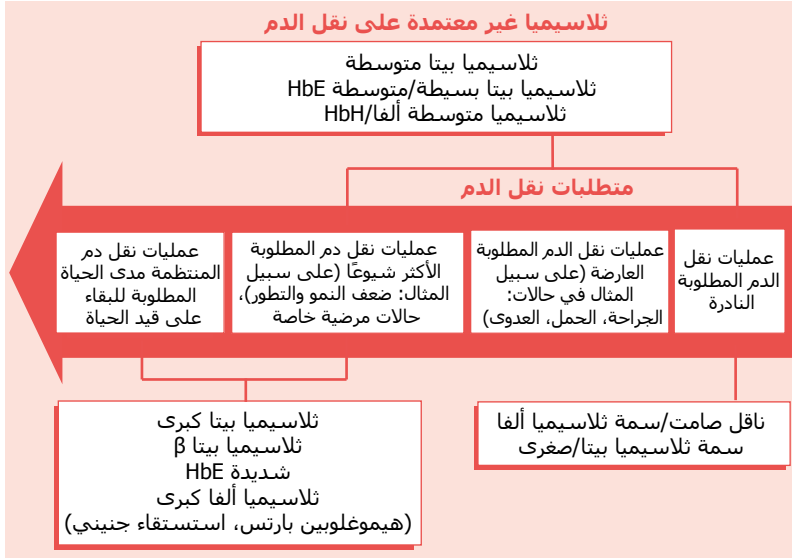 ثلاسيميا غير معتمدة على نقل الدم
ثلاسيميا بيتا متوسطة
ثلاسيميا بيتا بسيطة/متوسطة HbE
ثلاسيميا متوسطة ألفا/HbH
متطلبات نقل الدم
عمليات نقل
الدم المطلوبة
النادرة
عمليات نقل الدم المطلوبة
العارضة (على سبيل
المثال في حالات:
الجراحة، الحمل، العدوى)
عمليات نقل دم المطلوبة
الأكثر شيوعًا (على سبيل
المثال: ضعف النمو والتطور)،
حالات مرضية خاصة
عمليات نقل دم
المنتظمة مدى الحياة
المطلوبة للبقاء
على قيد الحياة
ناقل صامت/سمة ثلاسيميا ألفا
سمة ثلاسيميا بيتا/صغرى
ثلاسيميا بيتا كبرى
ثلاسيميا بيتا β
شديدة HbE
ثلاسيميا ألفا كبرى
(هيموغلوبين بارتس، استستقاء جنيني)